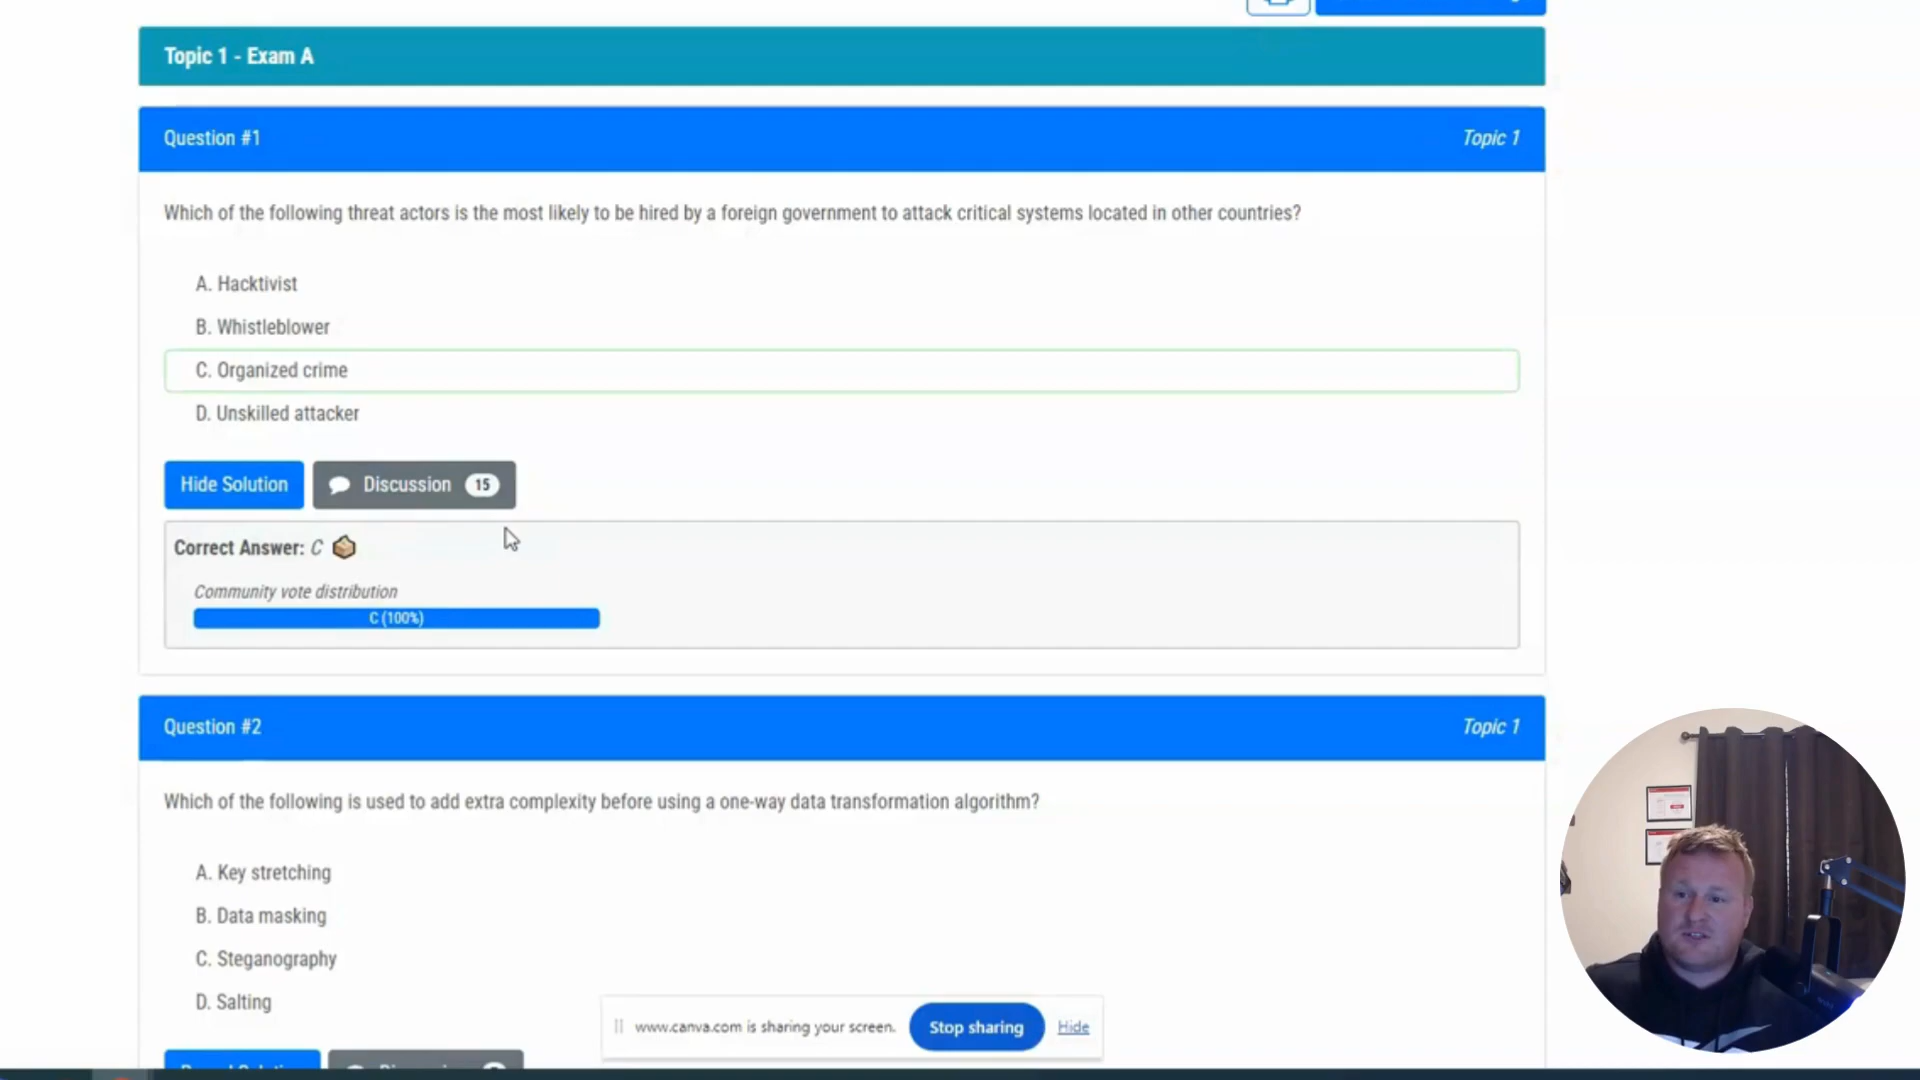 Topic 1 - Exam A
Question #1
Topic 1
Which of the following threat actors is the most likely to be hired by a foreign government to attack critical systems located in other countries?
A. Hacktivist
B. Whistleblower
C. Organized crime
D. Unskilled attacker
Hide Solution
Discussion 15
Correct Answer: C
Community vote distribution
C (100%)
Question #2
Topic 1
Which of the following is used to add extra complexity before using a one-way data transformation algorithm?
A. Key stretching
B. Data masking
C. Steganography
D. Salting
www.canva.com is sharing your screen.
Stop sharing
Hide